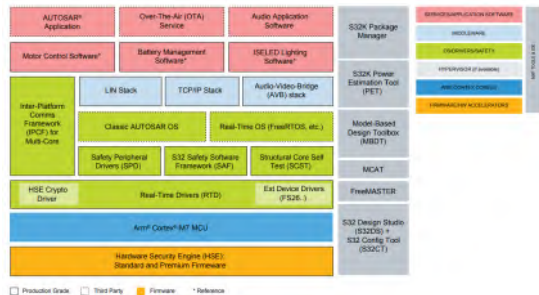 AUTOSAR®
Application
Over-The-Air (OTA)
Service
Audio Application
Software
Motor Control Software*
Battery Management
Software*
ISELED Lighting
Software*
Inter-Platform
Comms
Framework
(IPCF) for
Multi-Core
LIN Stack
TCP/IP Stack
Audio-Video-Bridge
(AVB) stack
Classic AUTOSAR OS
Real-Time OS (FreeRTOS, etc.)
Safety Peripheral
Drivers (SPD)
S32 Safety Software
Framework (SAF)
Structural Core Self
Test (SCST)
HSE Crypto
Driver
Real-Time Drivers (RTD)
Ext Device Drivers
(FS26..)
Arm® Cortex®-M7 MCU
Hardware Security Engine (HSE):
Standard and Premium Firmware
S32K Package
Manager
S32K Power
Estimation Tool
(PET)
Model-Based
Design Toolbox
(MBDT)
MCAT
FreeMASTER
S32 Design Studio
(S32DS) +
S32 Config Tool
(S32CT)
SERVICES/APPLICATION SOFTWARE
MIDDLEWARE
Production Grade
Third Party
Firmware
* Reference